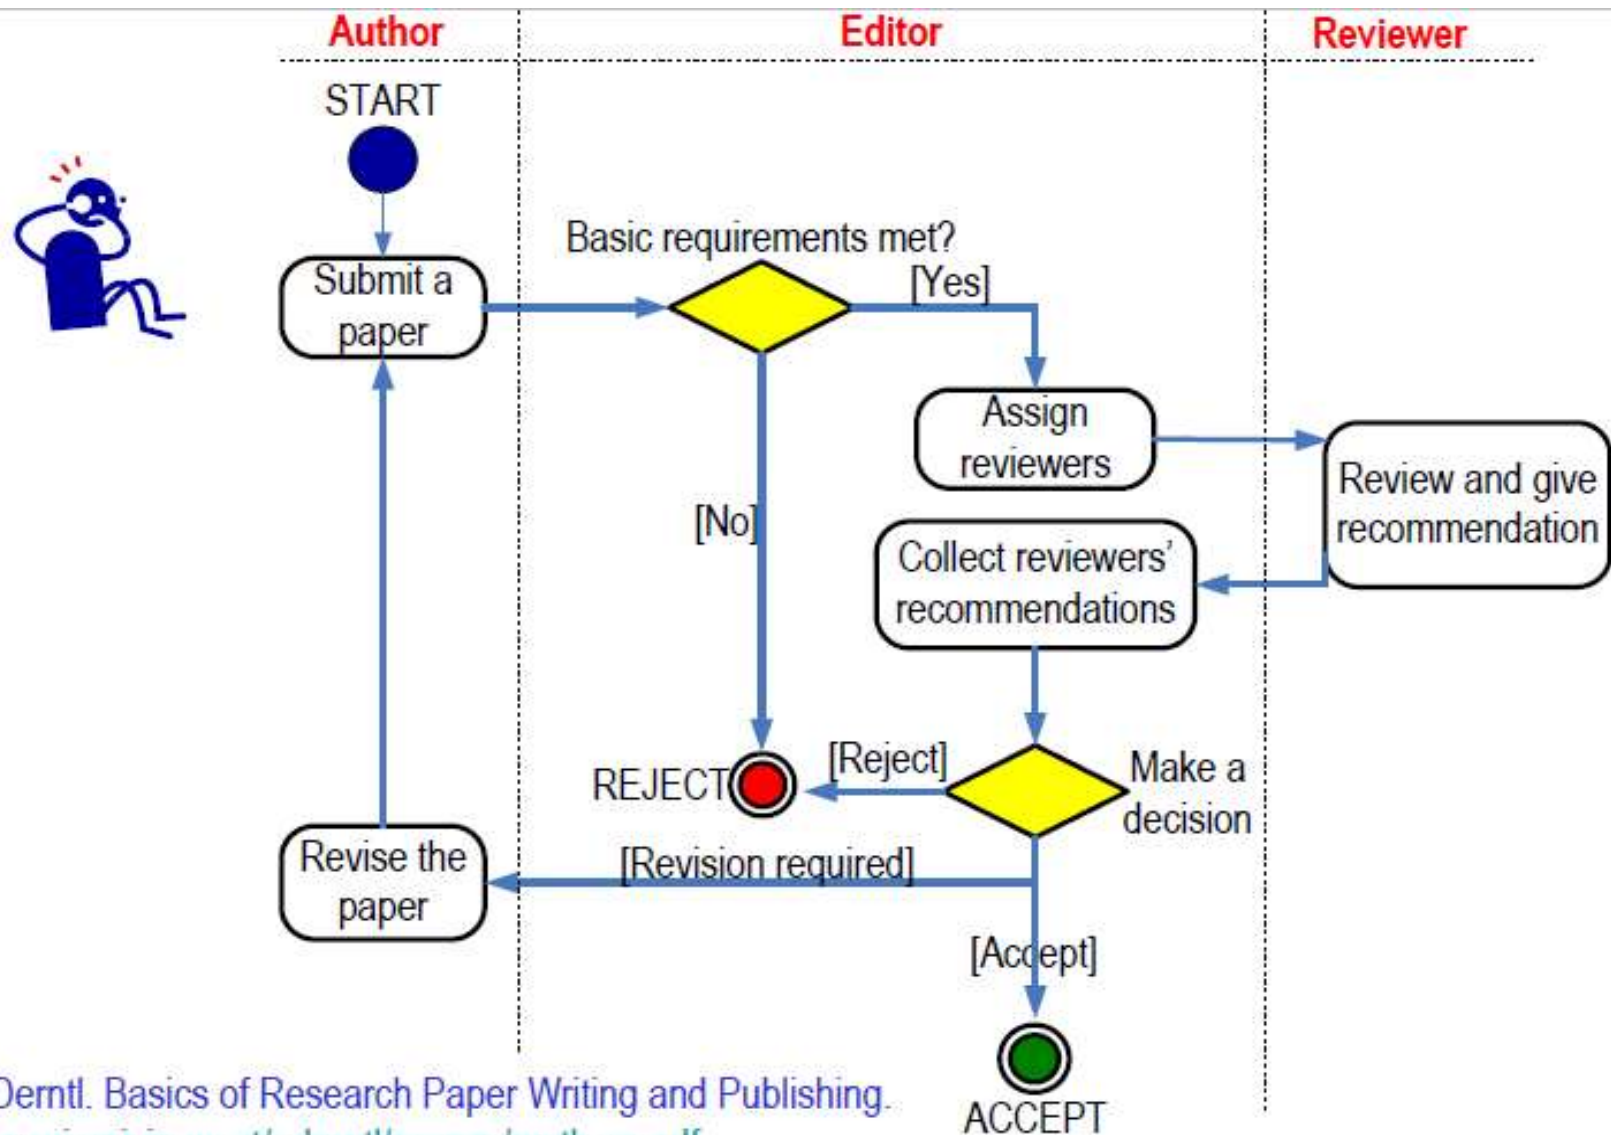 Author
Editor
Reviewer
START
Submit a
paper
Basic requirements met?
[Yes]
[No]
Assign
reviewers
Review and give
recommendation
Collect reviewers’
recommendations
Make a
decision
[Reject]
REJECT
[Revision required]
Revise the
paper
[Accept]
ACCEPT
Derntl. Basics of Research Paper Writing and Publishing.